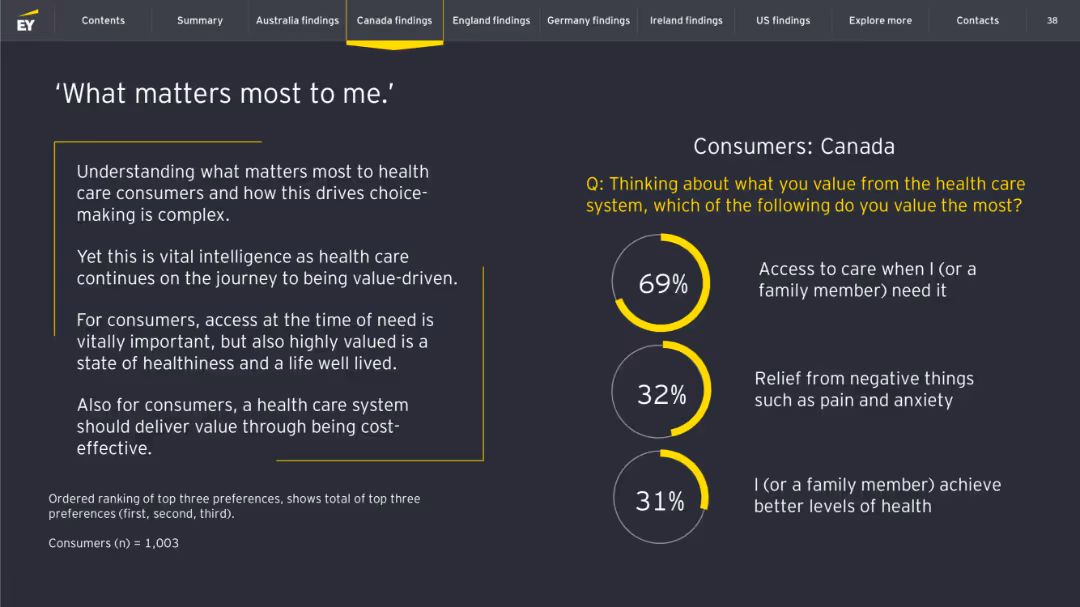 EY
Contents
Summary
Australia findings
Canada findings
England findings
Germany findings
Ireland findings
US findings
Explore more
Contacts
38
‘What matters most to me.’
Understanding what matters most to health
care consumers and how this drives choice-
making is complex.
Yet this is vital intelligence as health care
continues on the journey to being value-driven.
For consumers, access at the time of need is
vitally important, but also highly valued is a
state of healthiness and a life well lived.
Also for consumers, a health care system
should deliver value through being cost-
effective.
Ordered ranking of top three preferences, shows total of top three
preferences (first, second, third).
Consumers (n) = 1,003
Consumers: Canada
Q: Thinking about what you value from the health care
system, which of the following do you value the most?
69%
Access to care when I (or a
family member) need it
32%
Relief from negative things
such as pain and anxiety
31%
I (or a family member) achieve
better levels of health